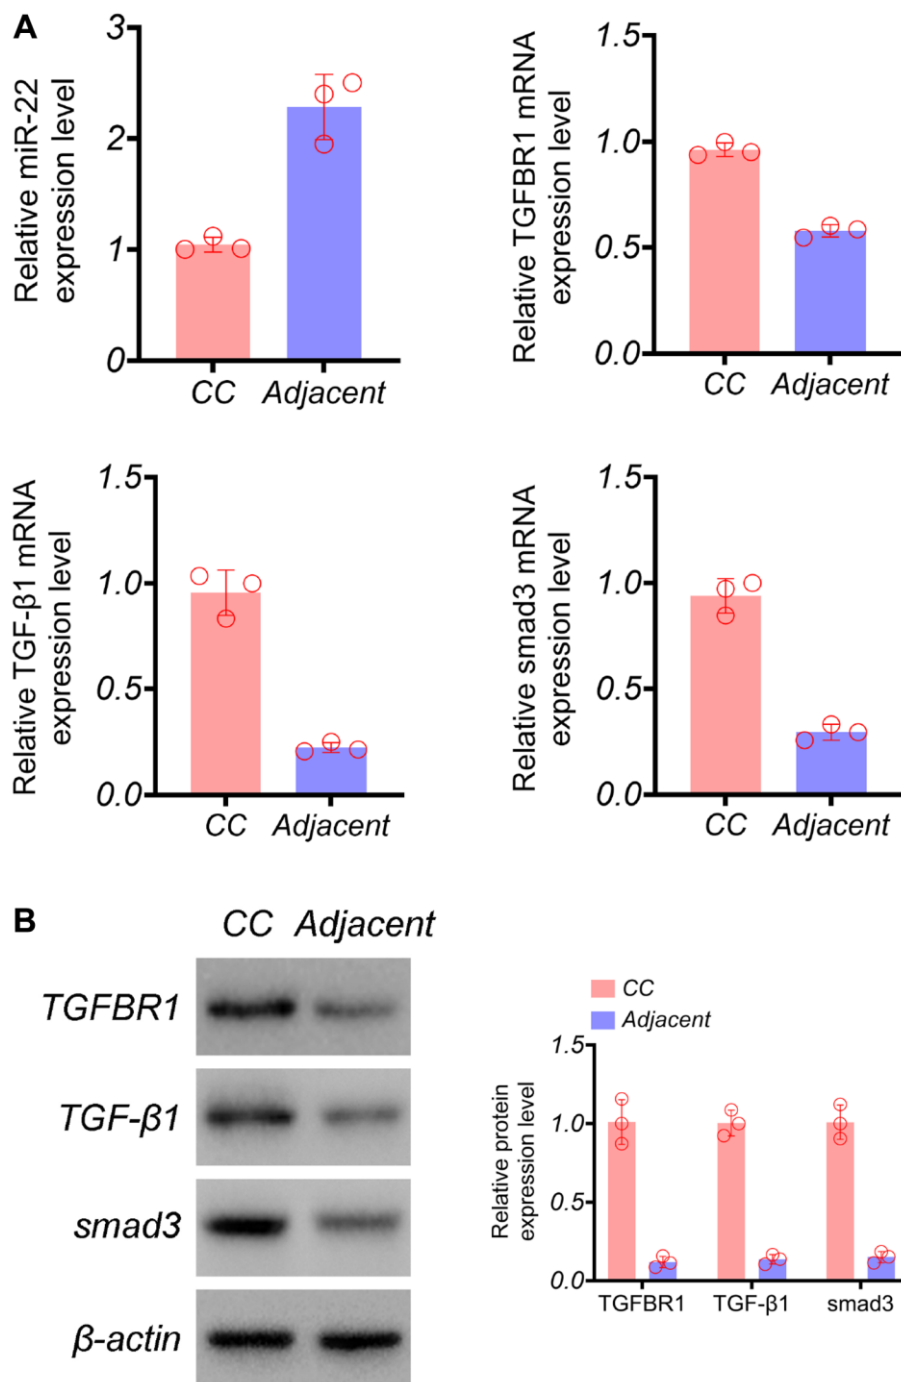 A
Relative miR-22
expression level
3
2
1
0
CC Adjacent
Relative TGFBR1 mRNA
expression level
1.5
1.0
0.5
0.0
CC Adjacent
Relative TGF-β1 mRNA
expression level
1.5
1.0
0.5
0.0
CC Adjacent
Relative smad3 mRNA
expression level
1.5
1.0
0.5
0.0
CC Adjacent
B
CC Adjacent
TGFBR1
TGF-β1
smad3
β-actin
CC
Adjacent
Relative protein
expression level
1.5
1.0
0.5
0.0
TGFBR1 TGF-β1 smad3